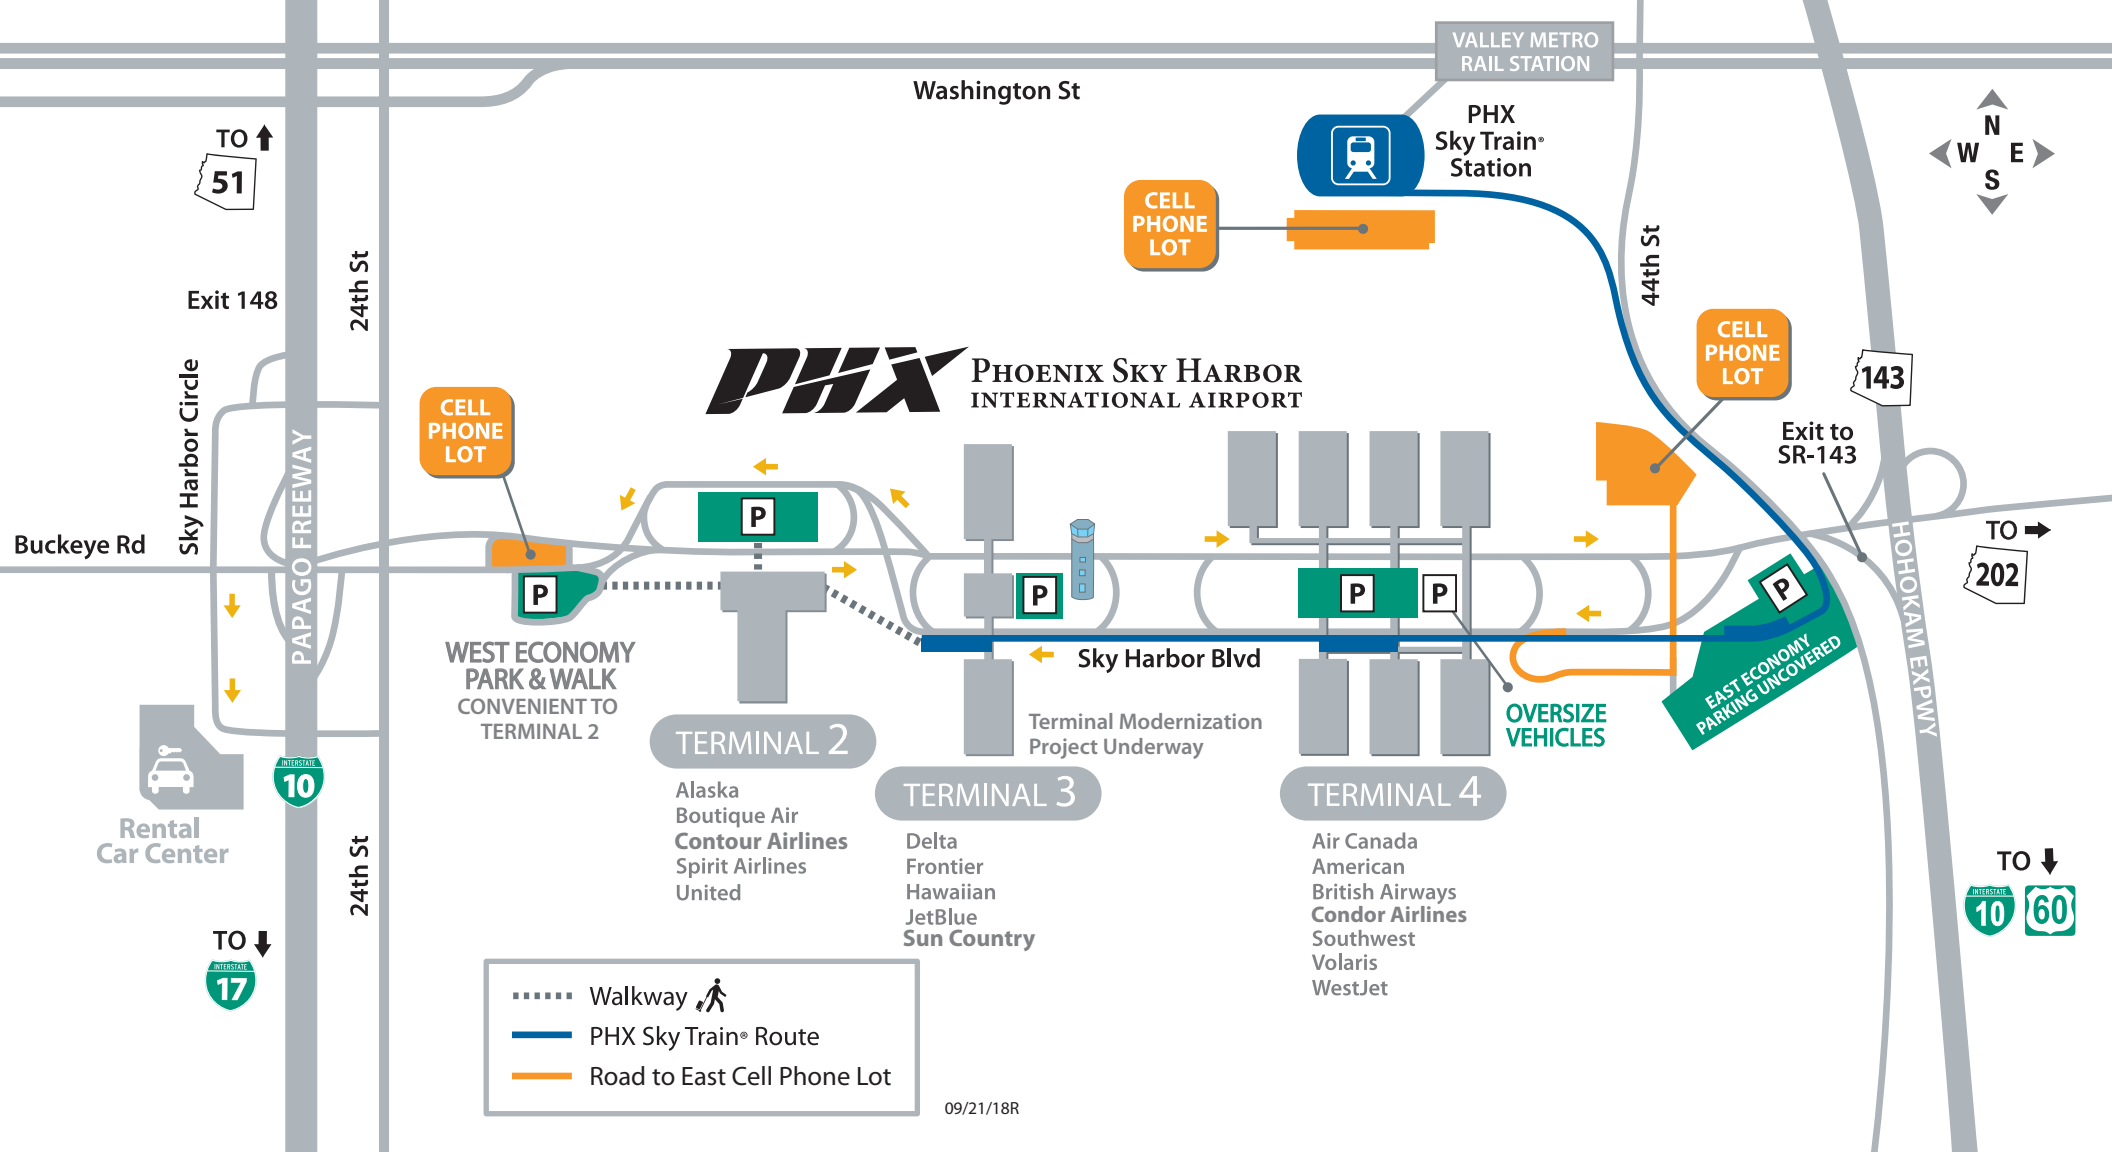 VALLEY METRO
RAIL STATION
Washington St
TO
51
PHX
Sky Train®
Station
N
W E
S
CELL
PHONE
LOT
44th St
24th St
Exit 148
CELL
PHONE
LOT
143
Sky Harbor Circle
PHX
PHOENIX SKY HARBOR
INTERNATIONAL AIRPORT
CELL
PHONE
LOT
Exit to
SR-143
PAPAGO FREEWAY
Buckeye Rd
P
TO
202
HOHOKAM EXPWY
P
P
P
P
P
EAST ECONOMY
PARKING UNCOVERED
WEST ECONOMY
PARK & WALK
CONVENIENT TO
TERMINAL 2
Sky Harbor Blvd
OVERSIZE
VEHICLES
Terminal Modernization
Project Underway
INTERSTATE
10
Rental
Car Center
24th St
TO
INTERSTATE
17
TERMINAL 2
Alaska
Boutique Air
Contour Airlines
Spirit Airlines
United
TERMINAL 3
Delta
Frontier
Hawaiian
JetBlue
Sun Country
TERMINAL 4
Air Canada
American
British Airways
Condor Airlines
Southwest
Volaris
WestJet
TO
INTERSTATE
10
60
Walkway
PHX Sky Train® Route
Road to East Cell Phone Lot
09/21/18R